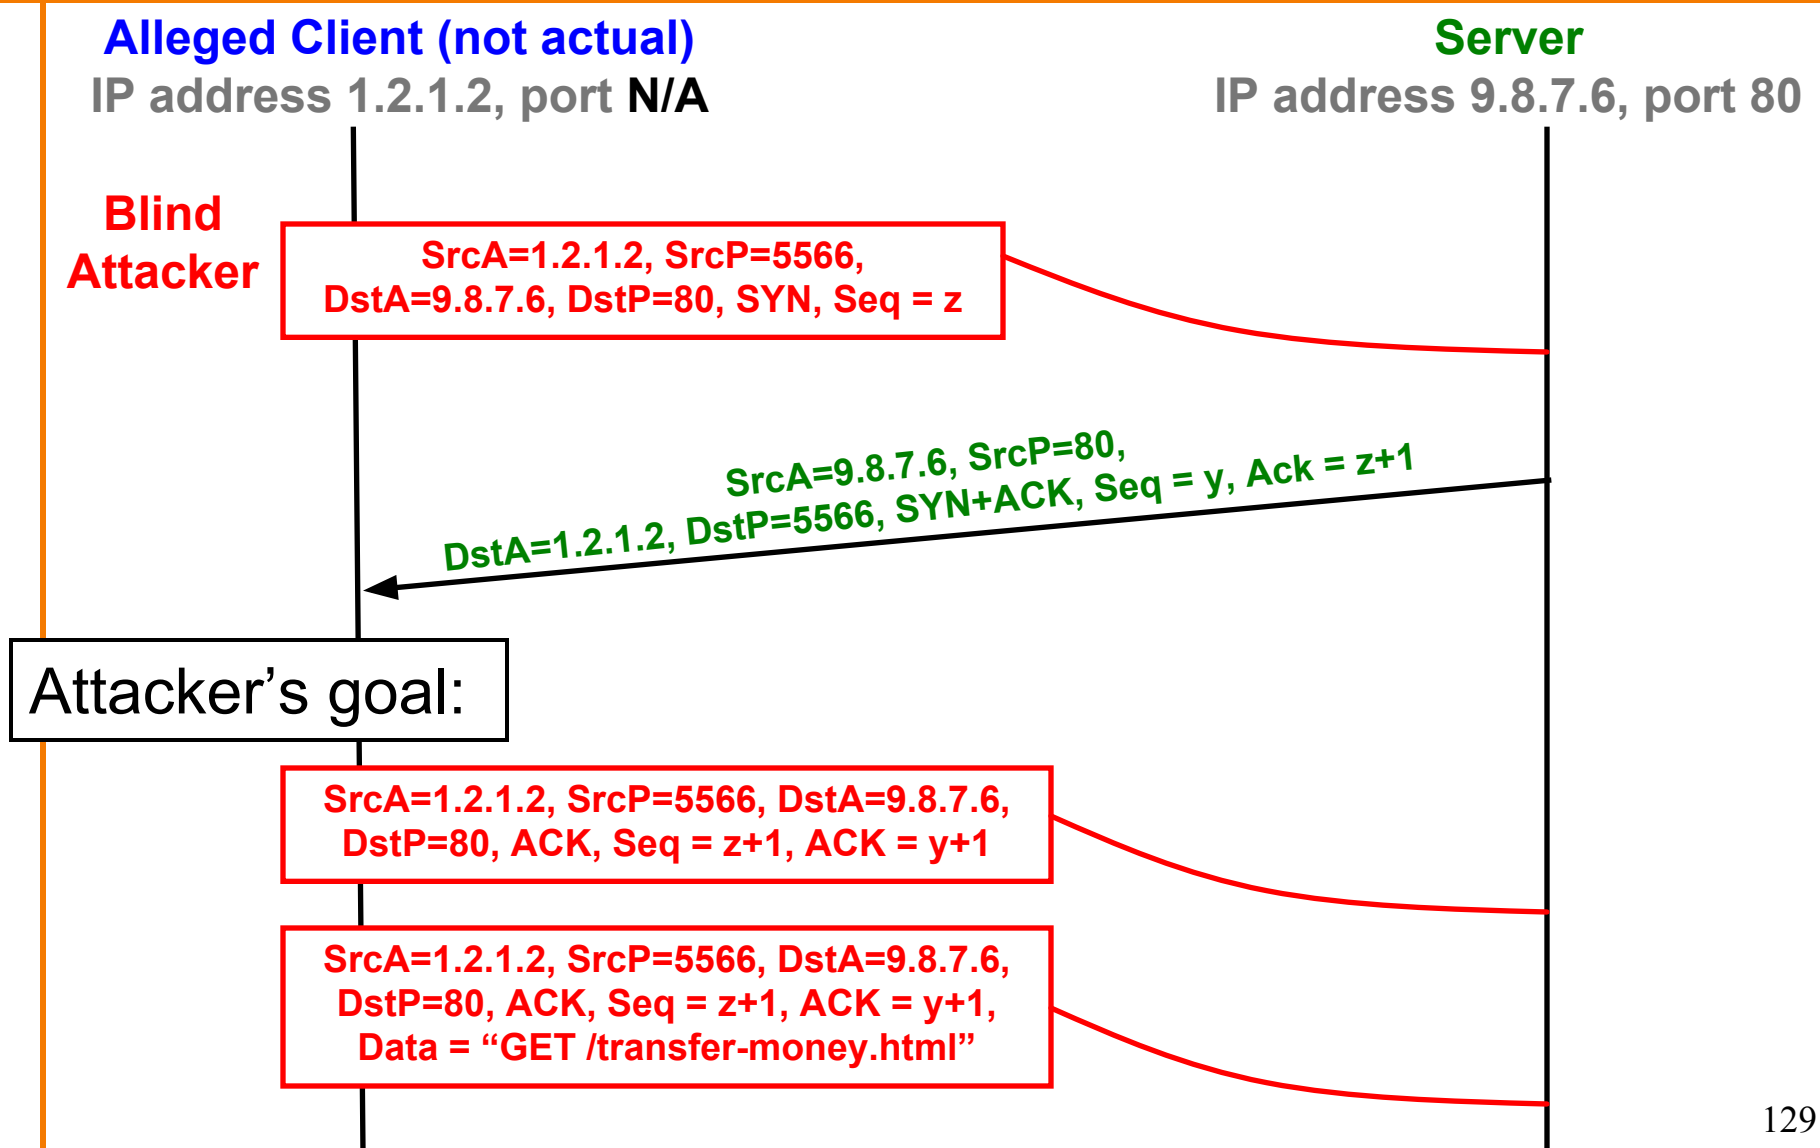 Alleged Client (not actual)
IP address 1.2.1.2, port N/A
Server
IP address 9.8.7.6, port 80
Blind
Attacker
SrcA=1.2.1.2, SrcP=5566,
DstA=9.8.7.6, DstP=80, SYN, Seq = z
SrcA=9.8.7.6, SrcP=80,
DstA=1.2.1.2, DstP=5566, SYN+ACK, Seq = y, Ack = z+1
Attacker’s goal:
SrcA=1.2.1.2, SrcP=5566, DstA=9.8.7.6,
DstP=80, ACK, Seq = z+1, ACK = y+1
SrcA=1.2.1.2, SrcP=5566, DstA=9.8.7.6,
DstP=80, ACK, Seq = z+1, ACK = y+1,
Data = “GET /transfer-money.html”
129